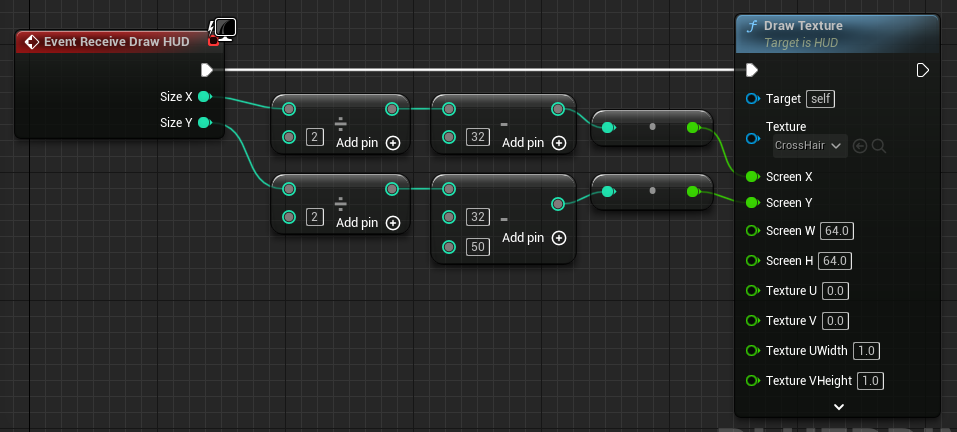 Event Receive Draw HUD
Size X
Size Y
÷
2
Add pin
-
32
Add pin
÷
2
Add pin
-
32
50
Add pin
Draw Texture
Target is HUD
Target self
Texture
CrossHair
Screen X
Screen Y
Screen W 64.0
Screen H 64.0
Texture U 0.0
Texture V 0.0
Texture UWidth 1.0
Texture VHeight 1.0